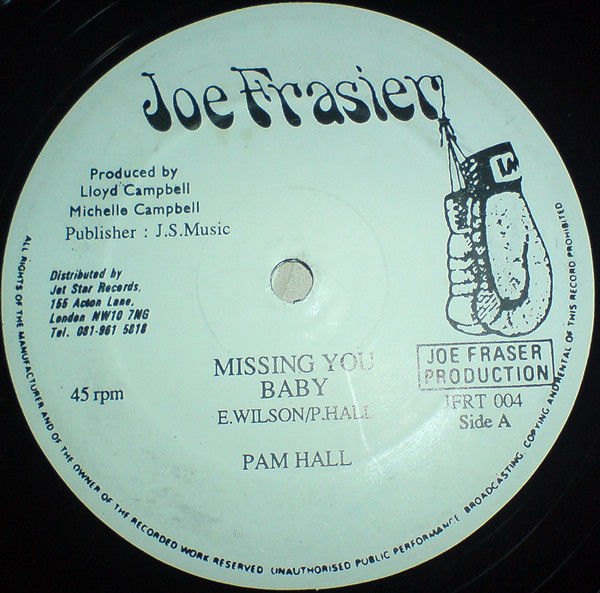 Joe Frasier
Produced by
Lloyd Campbell
Michelle Campbell
Publisher : J.S.Music
Distributed by
Jet Star Records,
155 Acton Lane,
London NW10 7NG
Tel. 081-961 5818
45 rpm
MISSING YOU
BABY
E.WILSON/P.HALL
PAM HALL
JOE FRASER
PRODUCTION
JFRT 004
Side A
ALL RIGHTS OF THE MANUFACTURER AND OF THE OWNER OF THE RECORDED WORK RESERVED UNAUTHORISED PUBLIC PERFORMANCE BROADCASTING COPYING AND RENTAL OF THIS RECORD PROHIBITED